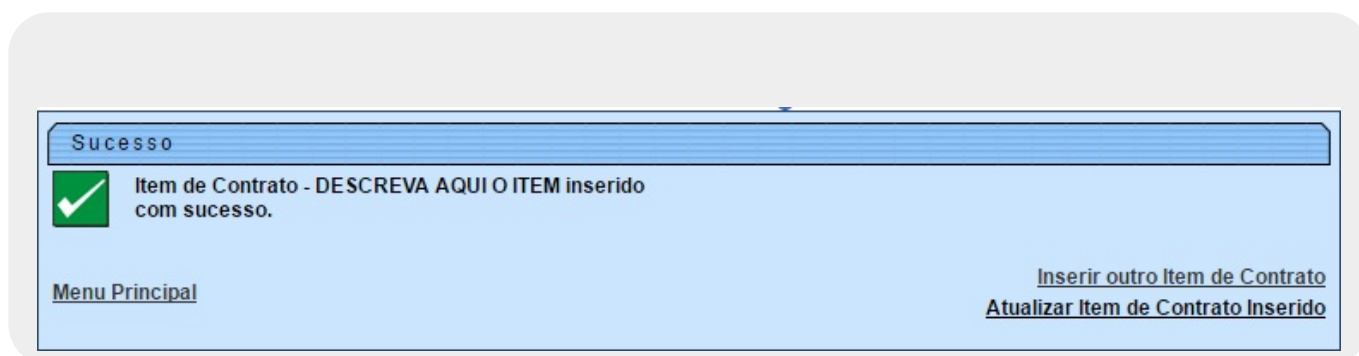 Sucesso
Item de Contrato - DESCREVA AQUI O ITEM inserido
com sucesso.
Menu Principal
Inserir outro Item de Contrato
Atualizar Item de Contrato Inserido